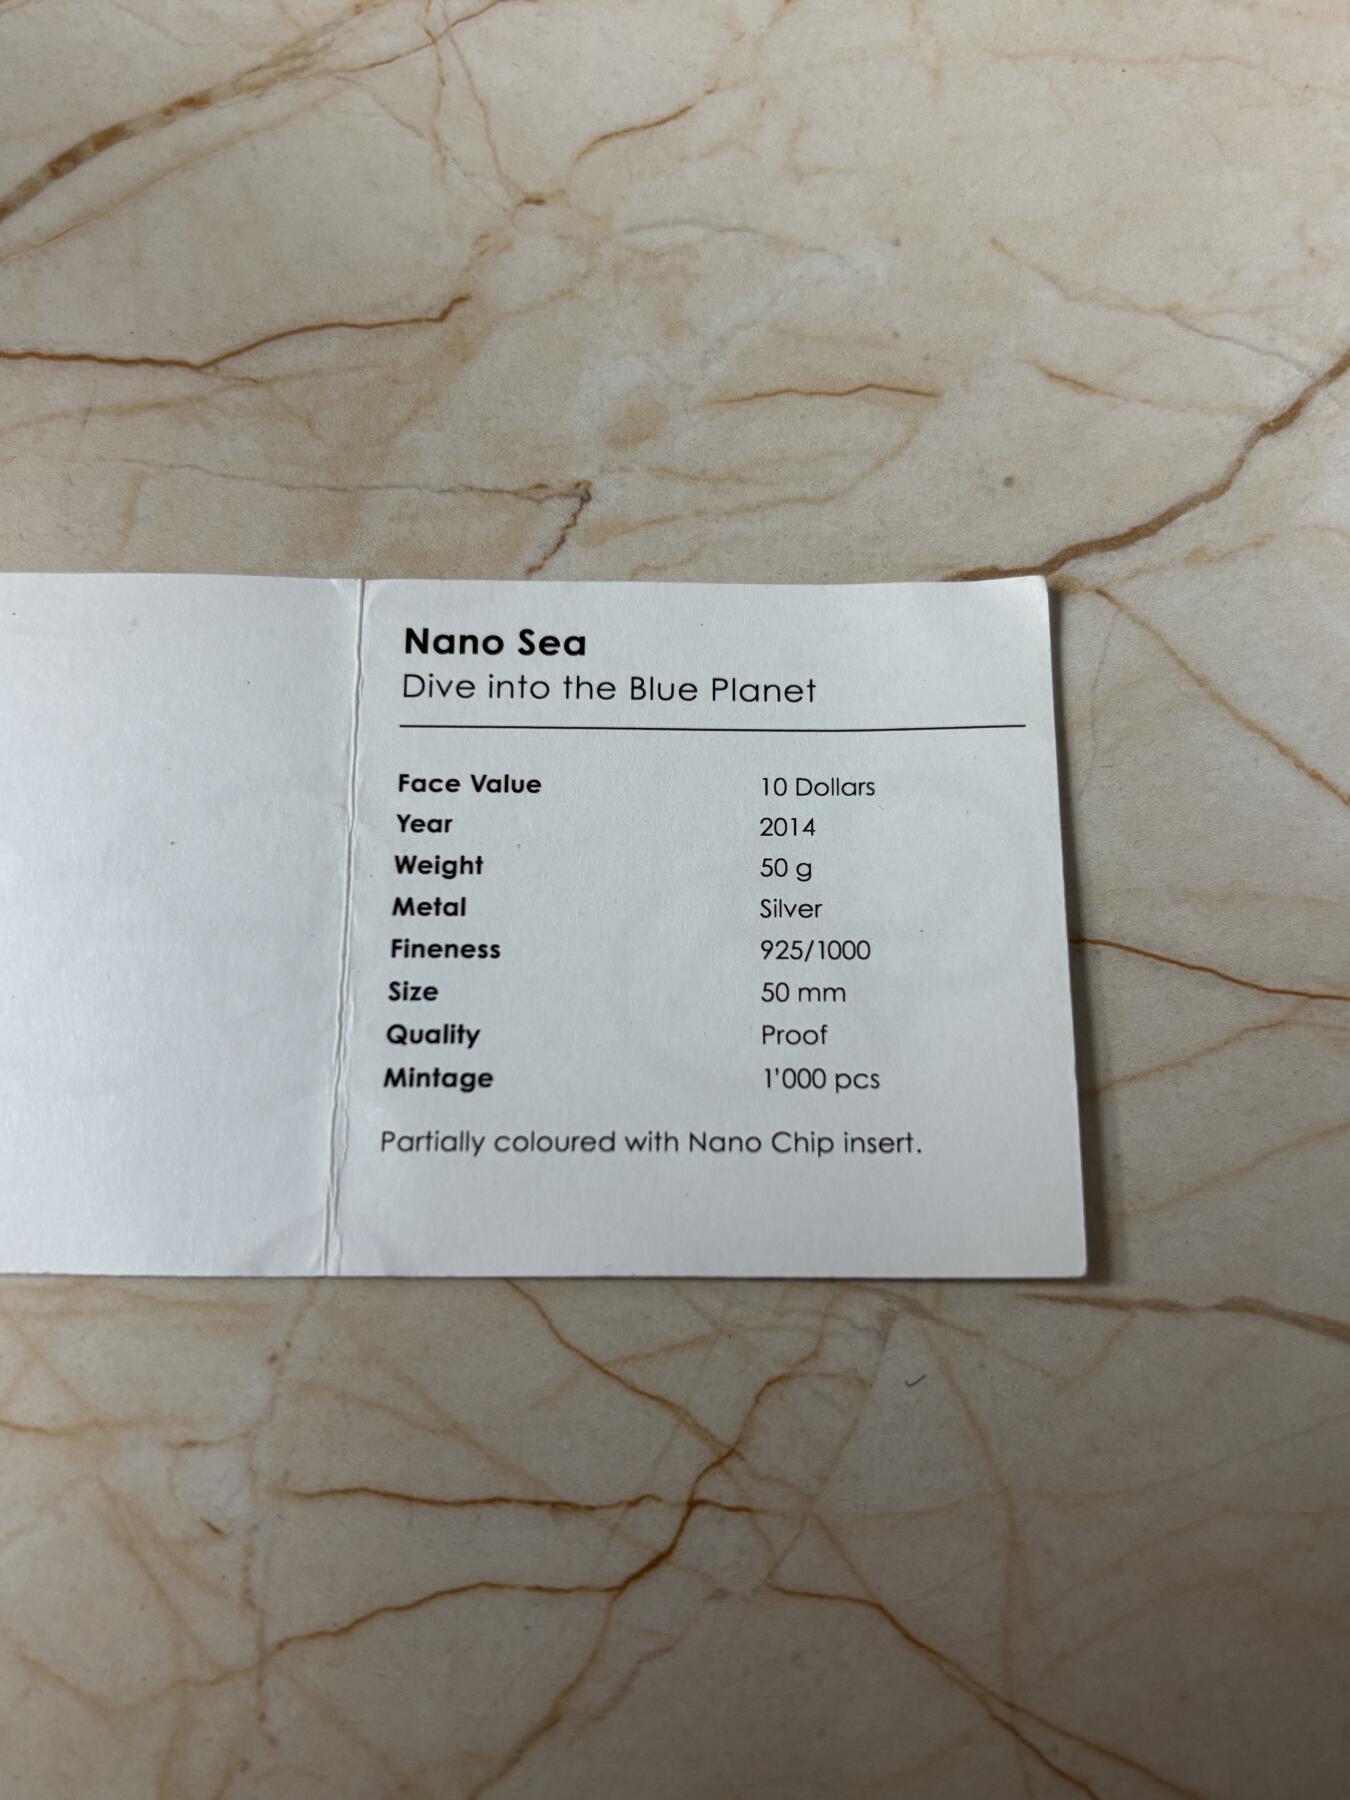 Nano Sea
Dive into the Blue Planet
Face Value 10 Dollars
Year 2014
Weight 50 g
Metal Silver
Fineness 925/1000
Size 50 mm
Quality Proof
Mintage 1'000 pcs
Partially coloured with Nano Chip insert.